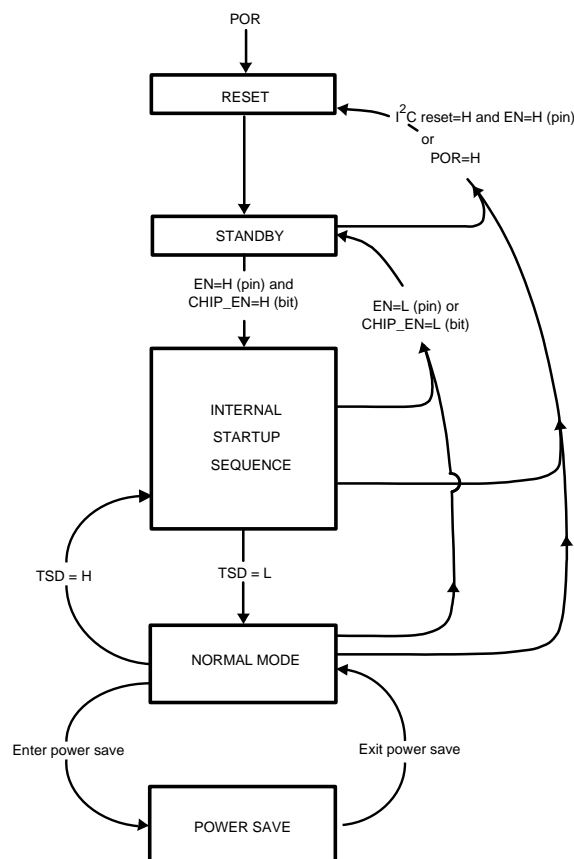 POR
RESET
I²C reset=H and EN=H (pin)
or
POR=H
STANDBY
EN=H (pin) and
CHIP_EN=H (bit)
EN=L (pin) or
CHIP_EN=L (bit)
INTERNAL
STARTUP
SEQUENCE
TSD = H
TSD = L
NORMAL MODE
Enter power save
Exit power save
POWER SAVE